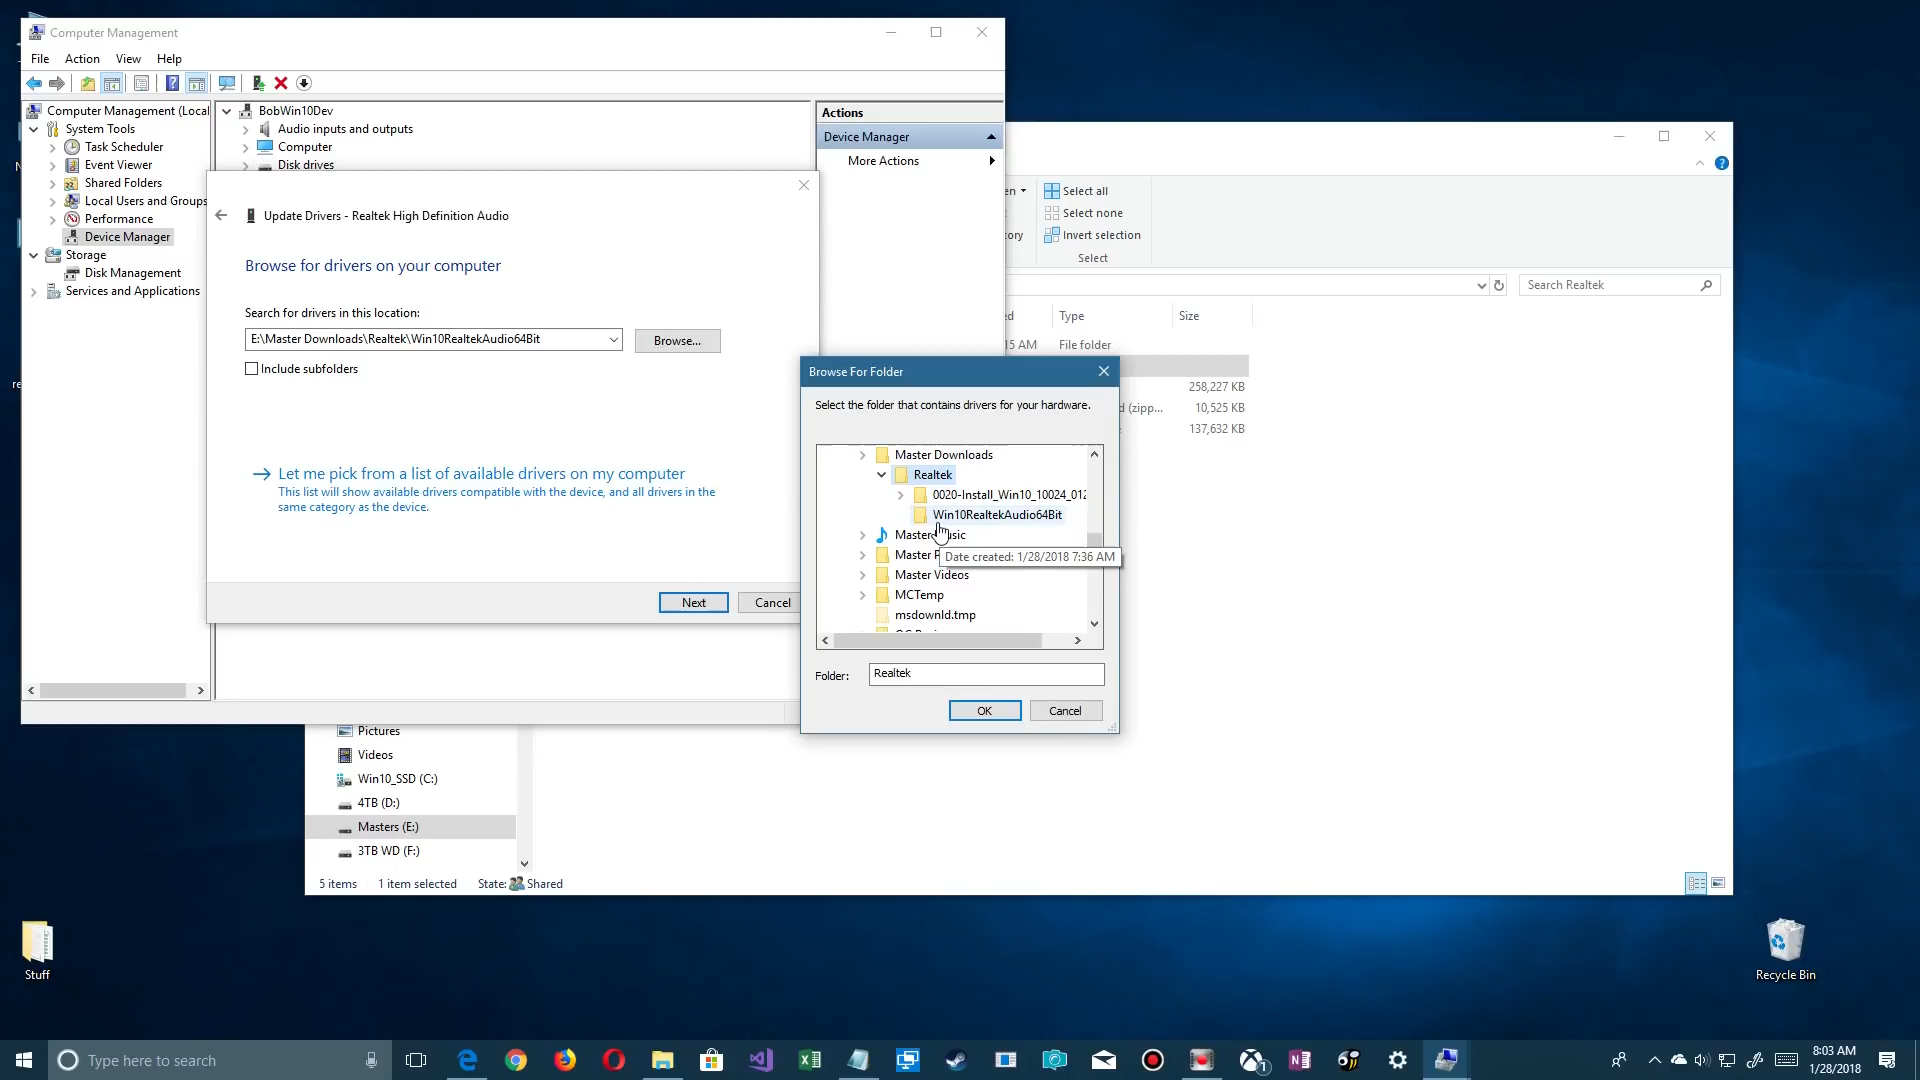 Computer Management
File Action View Help
Computer Management (Local
System Tools
Task Scheduler
Event Viewer
Shared Folders
Local Users and Groups
Performance
Device Manager
Storage
Disk Management
Services and Applications
BobWin10Dev
Audio inputs and outputs
Computer
Disk drives
Actions
Device Manager
More Actions
Update Drivers - Realtek High Definition Audio
Browse for drivers on your computer
Search for drivers in this location:
E:\Master Downloads\Realtek\Win10RealtekAudio64Bit
Browse...
Include subfolders
Let me pick from a list of available drivers on my computer
This list will show available drivers compatible with the device, and all drivers in the
same category as the device.
Next
Cancel
Browse For Folder
Select the folder that contains drivers for your hardware.
Master Downloads
Realtek
0020-Install_Win10_10024_012
Win10RealtekAudio64Bit
Date created: 1/28/2018 7:36 AM
Master Videos
MCTemp
msdownld.tmp
Folder: Realtek
OK
Cancel
Select all
Select none
Invert selection
Select
Search Realtek
Type
Size
15 AM File folder
258,227 KB
d (zipp... 10,525 KB
137,632 KB
Pictures
Videos
Win10_SSD (C:)
4TB (D:)
Masters (E:)
3TB WD (F:)
5 items 1 item selected State: Shared
Stuff
Recycle Bin
Type here to search
8:03 AM
1/28/2018